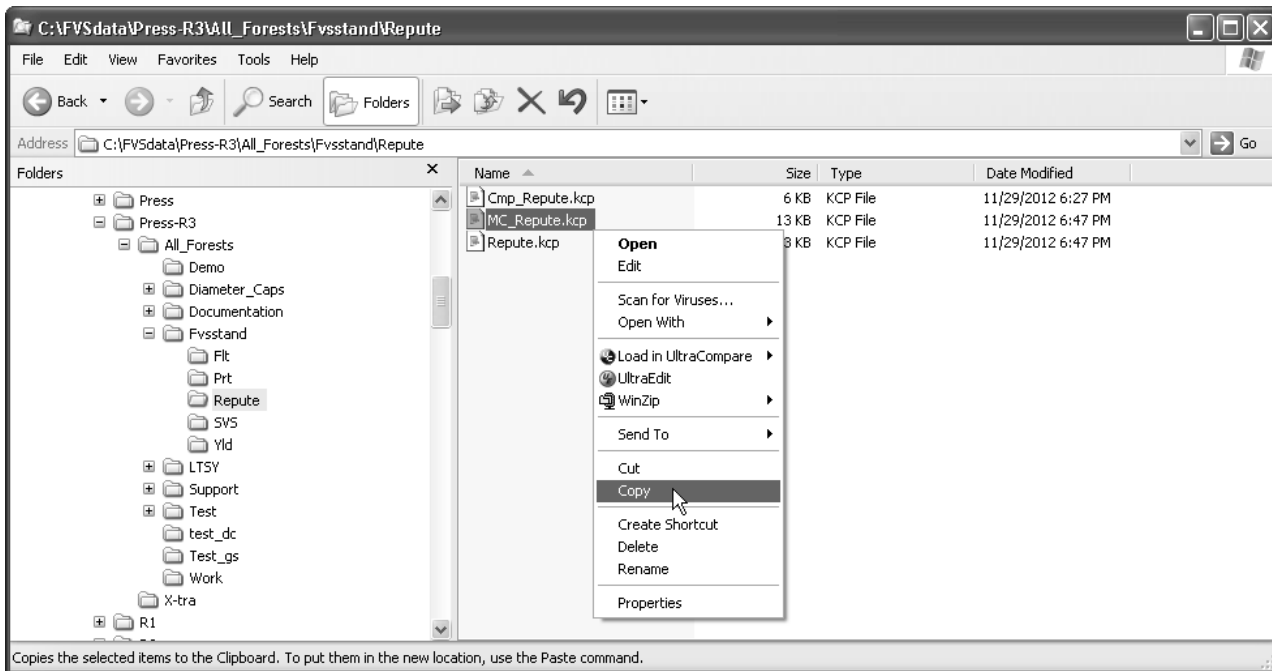 C:\FVSdata\Press-R3\All_Forests\Fvsstand\Repute
File Edit View Favorites Tools Help
Back Search Folders
Address C:\FVSdata\Press-R3\All_Forests\Fvsstand\Repute Go
Folders
Press
Press-R3
All_Forests
Demo
Diameter_Caps
Documentation
Fvsstand
Flt
Prt
Repute
SVS
Yld
LTSY
Support
Test
test_dc
Test_gs
Work
X-tra
R1
Name Size Type Date Modified
Cmp_Repute.kcp 6 KB KCP File 11/29/2012 6:27 PM
MC_Repute.kcp 13 KB KCP File 11/29/2012 6:47 PM
Repute.kcp 3 KB KCP File 11/29/2012 6:47 PM
Open
Edit
Scan for Viruses...
Open With
Load in UltraCompare
UltraEdit
WinZip
Send To
Cut
Copy
Create Shortcut
Delete
Rename
Properties
Copies the selected items to the Clipboard. To put them in the new location, use the Paste command.